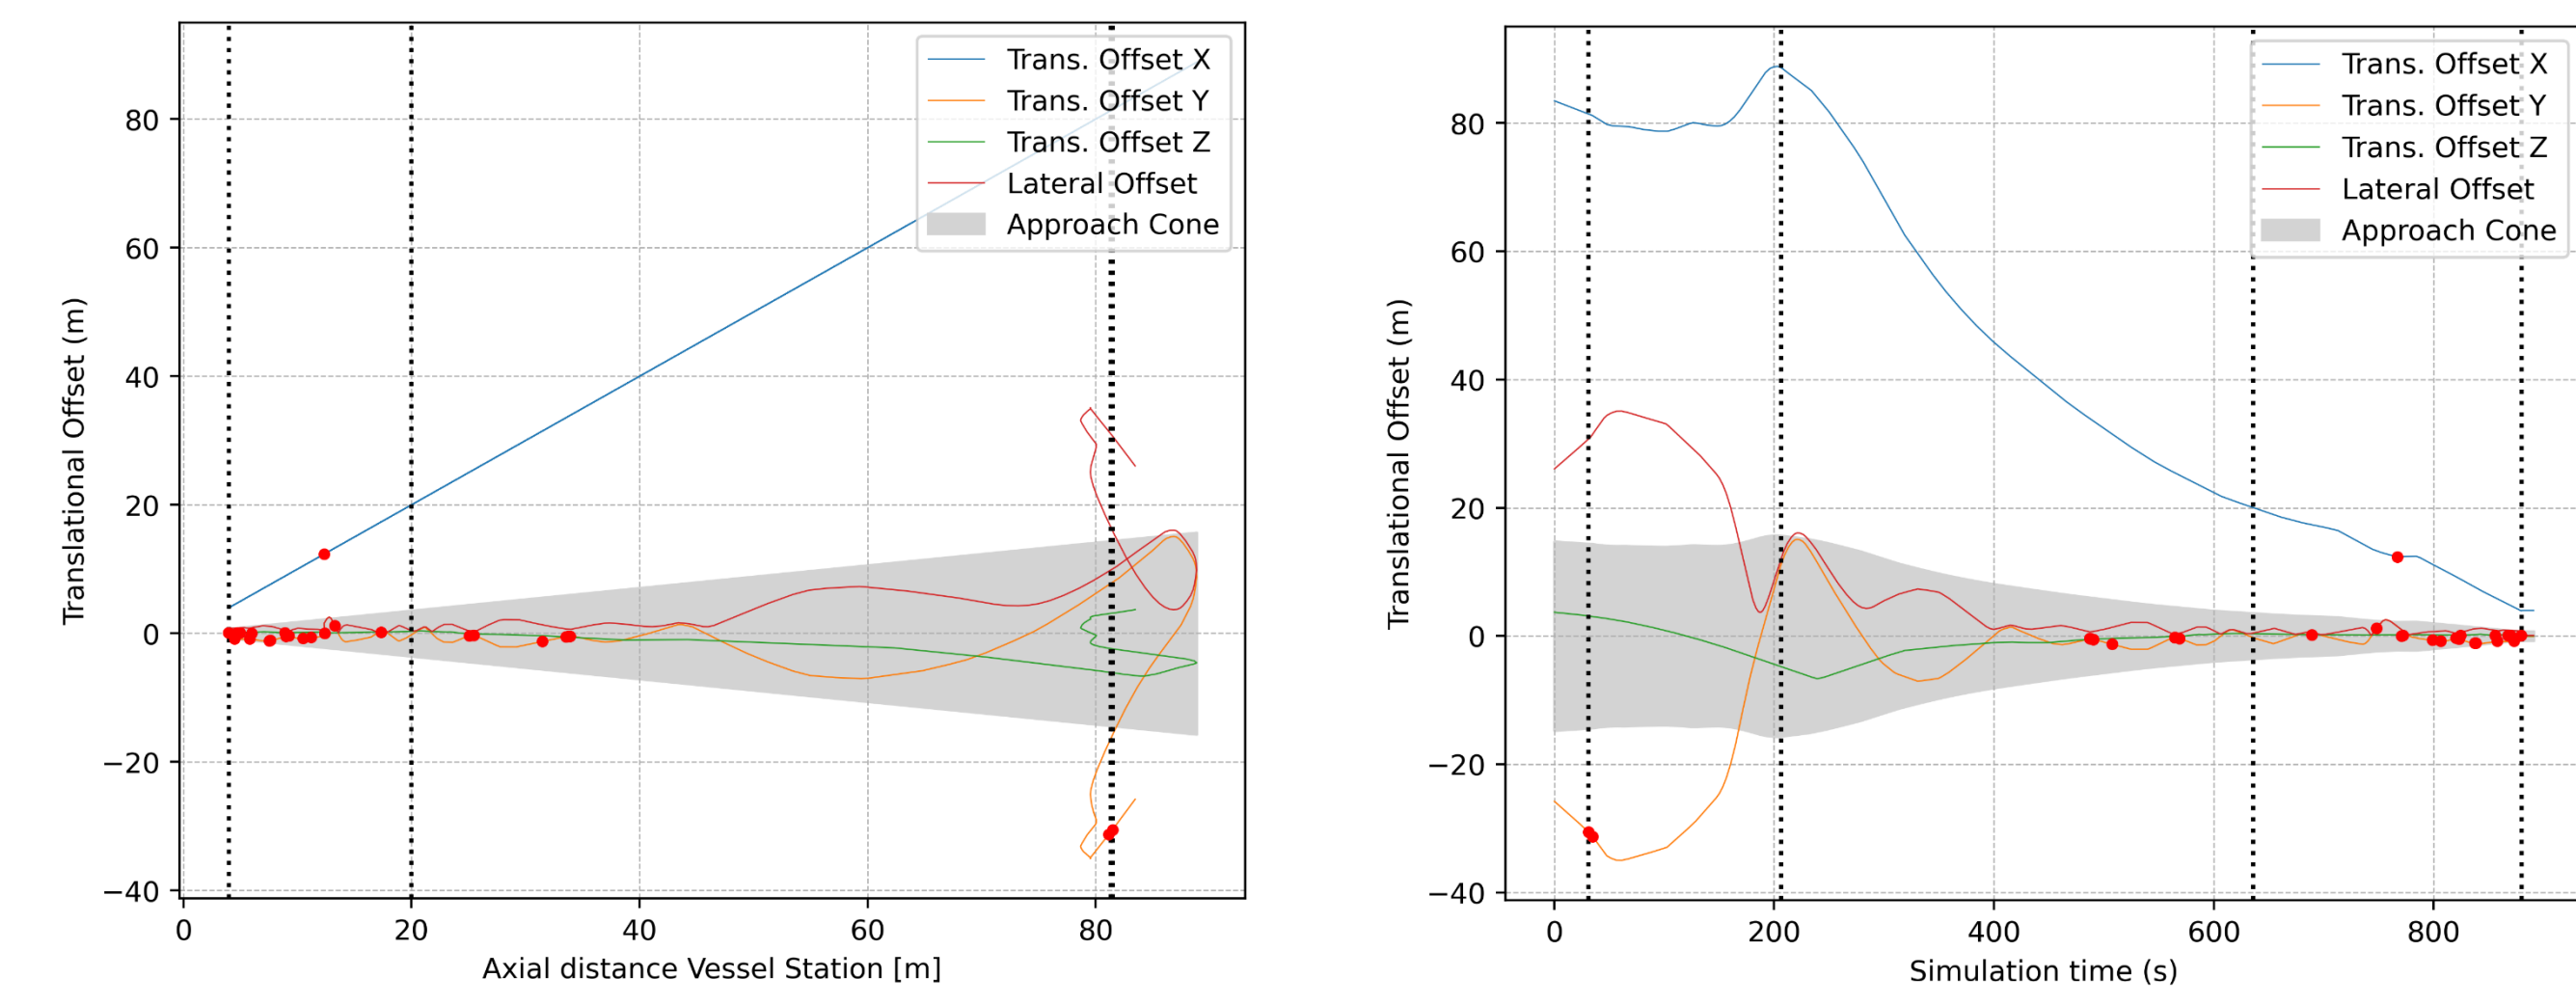 Trans. Offset X
Trans. Offset Y
Trans. Offset Z
Lateral Offset
Approach Cone
80
60
40
20
0
−20
−40
Translational Offset (m)
0
20
40
60
80
Axial distance Vessel Station [m]
Trans. Offset X
Trans. Offset Y
Trans. Offset Z
Lateral Offset
Approach Cone
80
60
40
20
0
−20
−40
Translational Offset (m)
0
200
400
600
800
Simulation time (s)